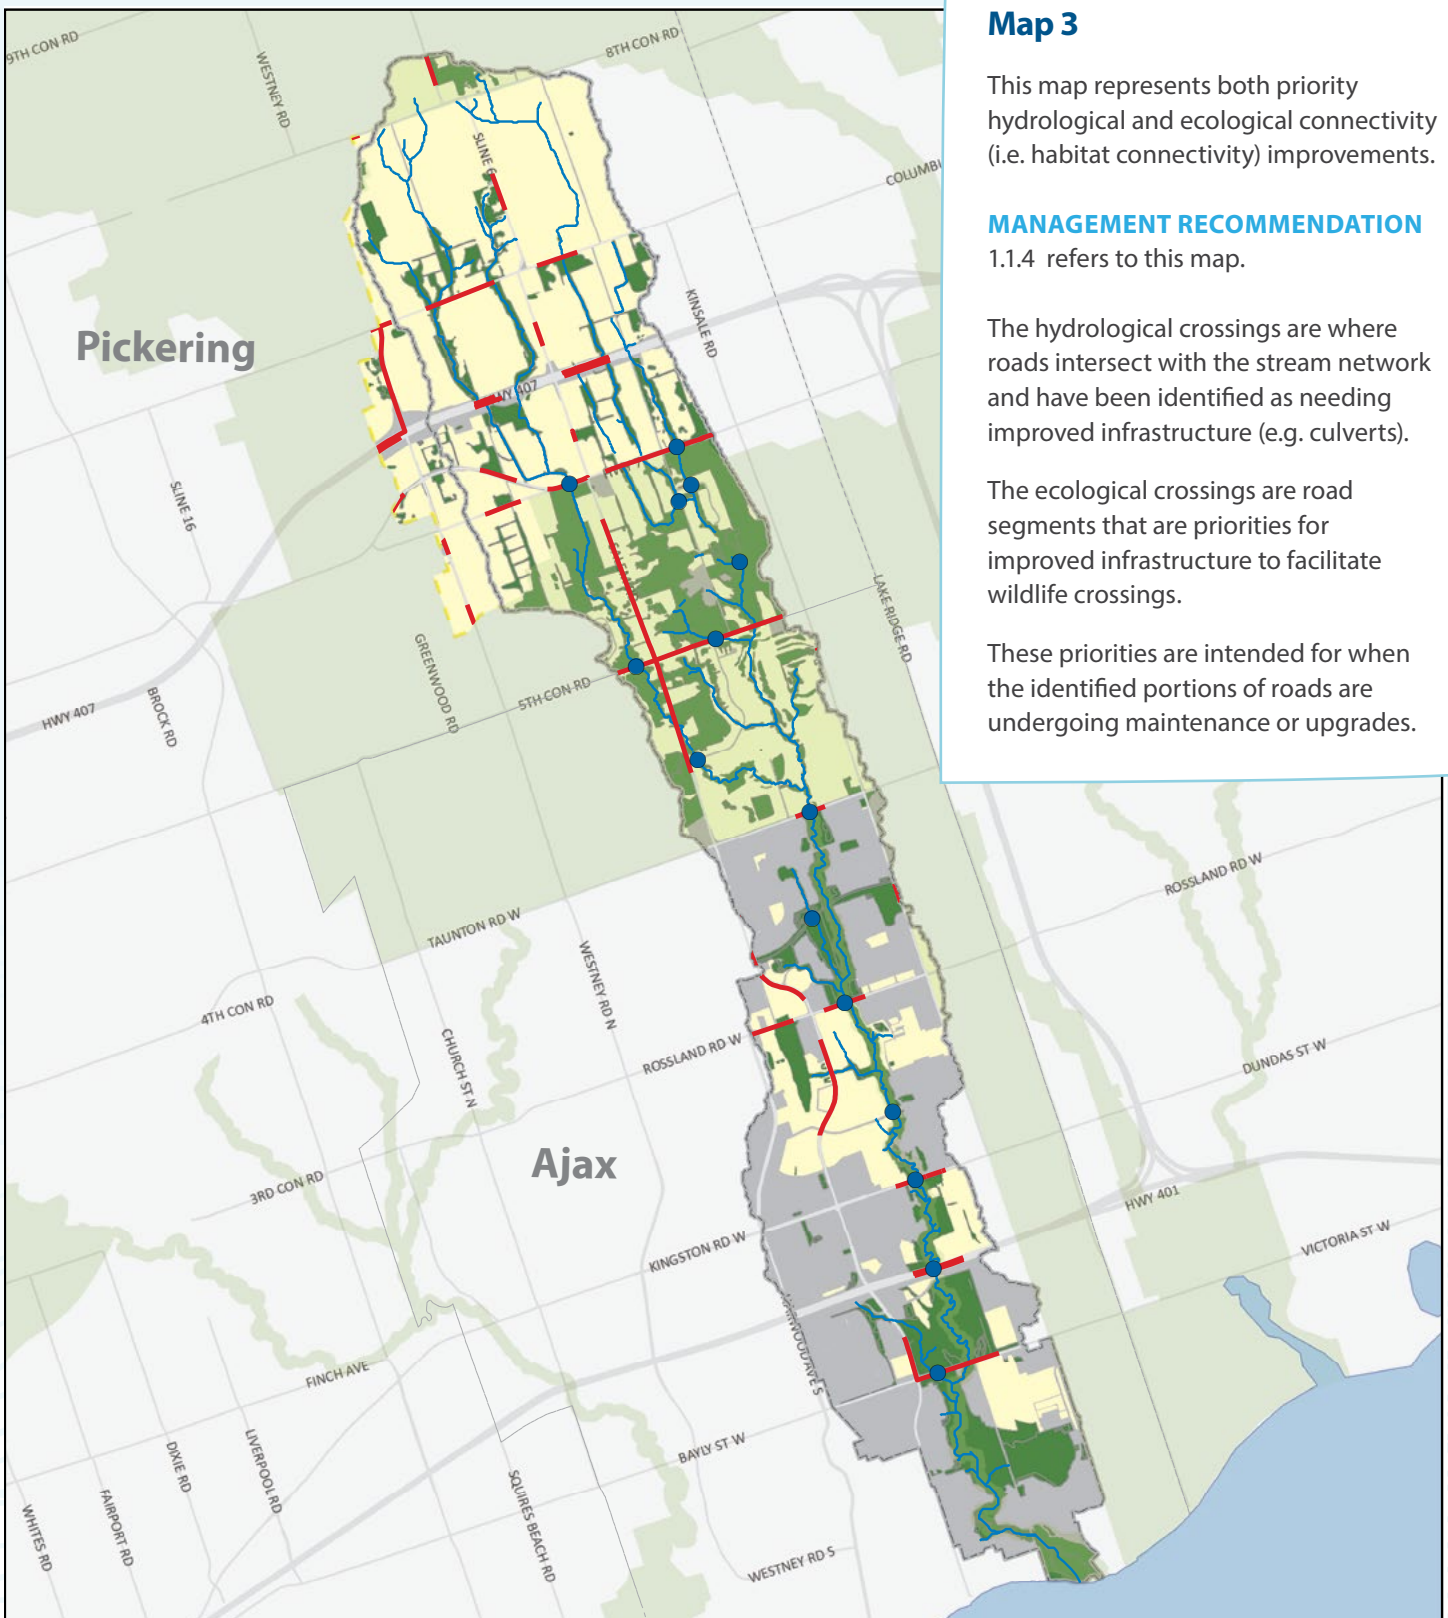 Map 3
This map represents both priority
hydrological and ecological connectivity
(i.e. habitat connectivity) improvements.
MANAGEMENT RECOMMENDATION
1.1.4 refers to this map.
The hydrological crossings are where
roads intersect with the stream network
and have been identified as needing
improved infrastructure (e.g. culverts).
The ecological crossings are road
segments that are priorities for
improved infrastructure to facilitate
wildlife crossings.
These priorities are intended for when
the identified portions of roads are
undergoing maintenance or upgrades.
9TH CON RD
WESTNEY RD
8TH CON RD
SLINE 6
COLUMBU
KINSALE RD
Pickering
HWY 407
SLINE 16
GREENWOOD RD
LAKE RIDGE RD
BROCK RD
HWY 407
5TH CON RD
TAUNTON RD W
WESTNEY RD N
ROSSLAND RD W
4TH CON RD
CHURCH ST N
ROSSLAND RD W
DUNDAS ST W
Ajax
3RD CON RD
HWY 401
KINGSTON RD W
VICTORIA ST W
HARWOOD AVE S
FINCH AVE
BAYLY ST W
DIXIE RD
LIVERPOOL RD
SQUIRES BEACH RD
FAIRPORT RD
WHITES RD
WESTNEY RD S